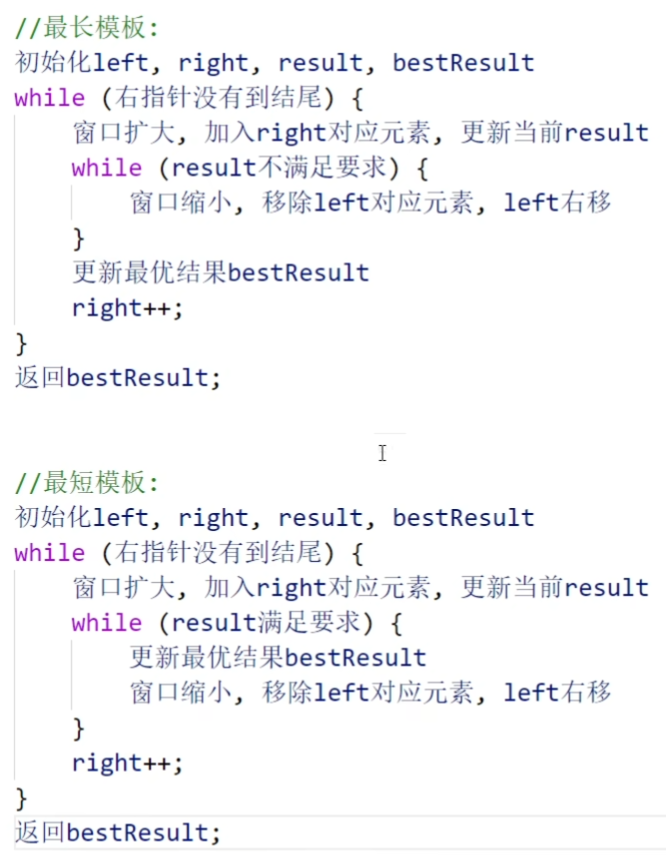 //最长模板:
初始化left, right, result, bestResult
while (右指针没有到结尾) {
窗口扩大, 加入right对应元素, 更新当前result
while (result不满足要求) {
窗口缩小, 移除left对应元素, left右移
}
更新最优结果bestResult
right++;
}
返回bestResult;
//最短模板:
初始化left, right, result, bestResult
while (右指针没有到结尾) {
窗口扩大, 加入right对应元素, 更新当前result
while (result满足要求) {
更新最优结果bestResult
窗口缩小, 移除left对应元素, left右移
}
right++;
}
返回bestResult;